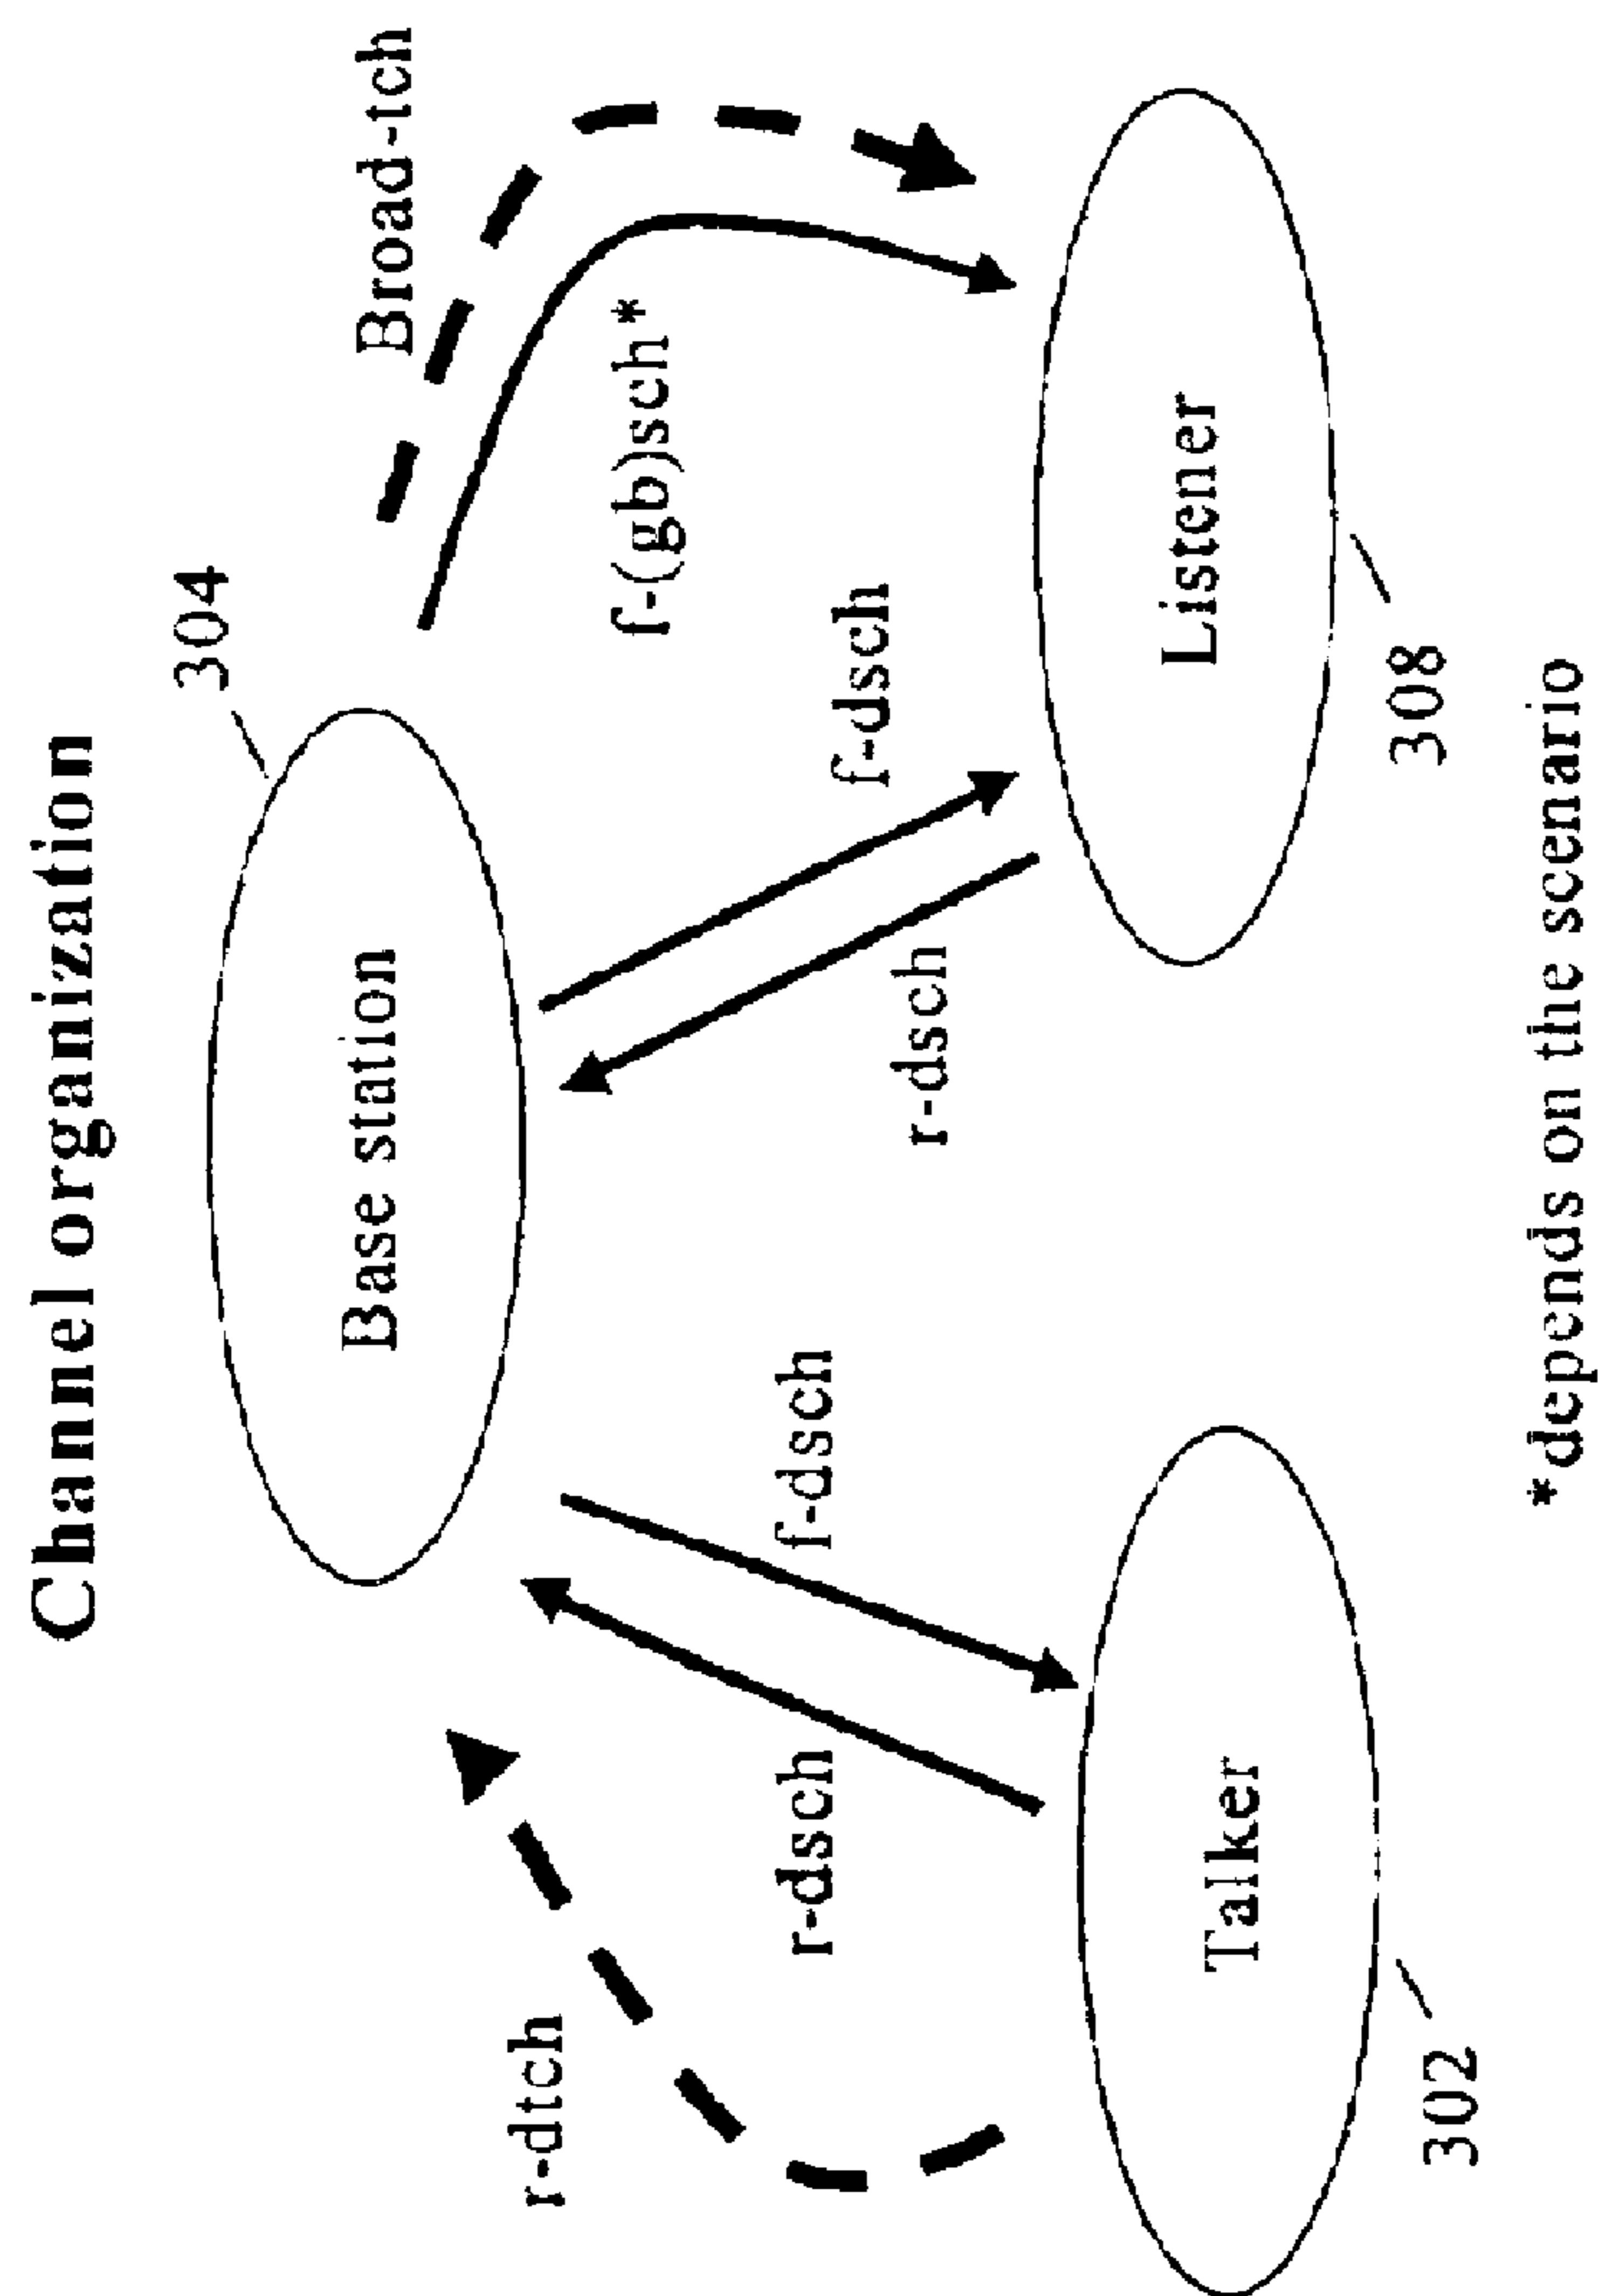 Channel organization
304
Broad-tch
Base station
r-dtch
f-(gb)sch*
r-dsch
f-dsch
f-dsch
r-dsch
Talker
Listener
302
308
*depends on the scenario